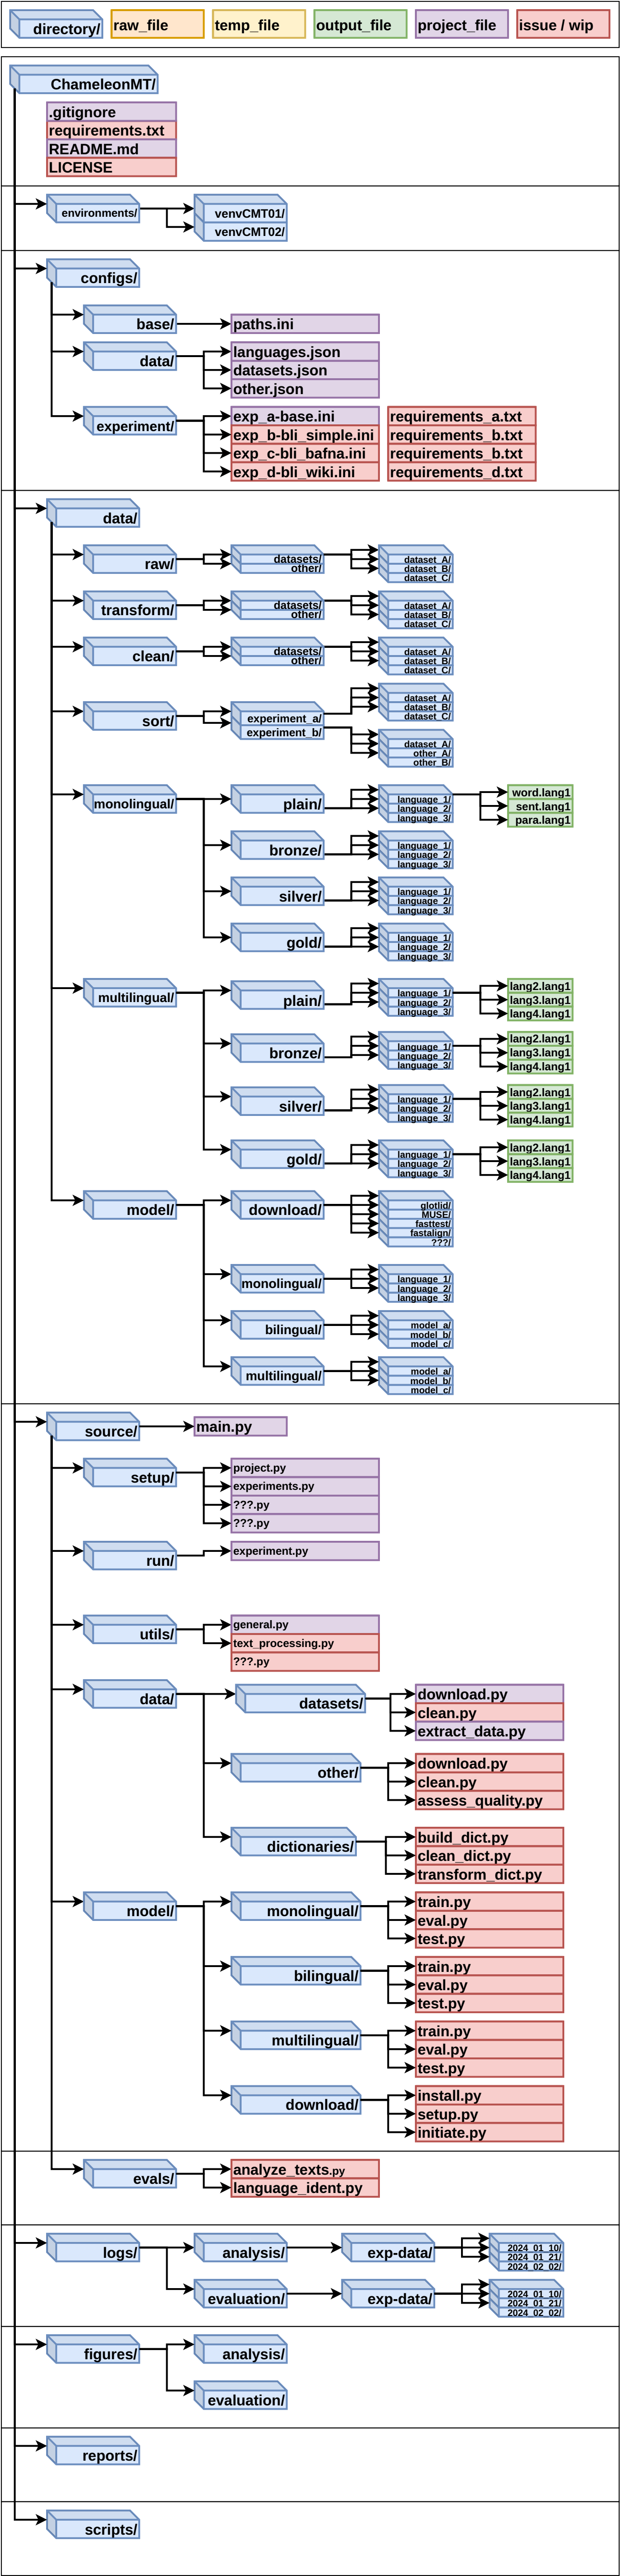 directory/
raw_file
temp_file
output_file
project_file
issue / wip
ChameleonMT/
.gitignore
requirements.txt
README.md
LICENSE
environments/
venvCMT01/
venvCMT02/
configs/
base/
paths.ini
data/
languages.json
datasets.json
other.json
experiment/
exp_a-base.ini
requirements_a.txt
exp_b-bli_simple.ini
requirements_b.txt
exp_c-bli_bafna.ini
requirements_b.txt
exp_d-bli_wiki.ini
requirements_d.txt
data/
raw/
datasets/
other/
dataset_A/
dataset_B/
dataset_C/
transform/
datasets/
other/
dataset_A/
dataset_B/
dataset_C/
clean/
datasets/
other/
dataset_A/
dataset_B/
dataset_C/
sort/
experiment_a/
experiment_b/
dataset_A/
dataset_B/
dataset_C/
dataset_A/
other_A/
other_B/
monolingual/
plain/
language_1/
language_2/
language_3/
word.lang1
sent.lang1
para.lang1
bronze/
language_1/
language_2/
language_3/
silver/
language_1/
language_2/
language_3/
gold/
language_1/
language_2/
language_3/
multilingual/
plain/
language_1/
language_2/
language_3/
lang2.lang1
lang3.lang1
lang4.lang1
bronze/
language_1/
language_2/
language_3/
lang2.lang1
lang3.lang1
lang4.lang1
silver/
language_1/
language_2/
language_3/
lang2.lang1
lang3.lang1
lang4.lang1
gold/
language_1/
language_2/
language_3/
lang2.lang1
lang3.lang1
lang4.lang1
model/
download/
glotlid/
MUSE/
fasttest/
fastalign/
???/
monolingual/
language_1/
language_2/
language_3/
bilingual/
model_a/
model_b/
model_c/
multilingual/
model_a/
model_b/
model_c/
source/
main.py
setup/
project.py
experiments.py
???.py
???.py
run/
experiment.py
utils/
general.py
text_processing.py
???.py
data/
datasets/
download.py
clean.py
extract_data.py
other/
download.py
clean.py
assess_quality.py
dictionaries/
build_dict.py
clean_dict.py
transform_dict.py
model/
monolingual/
train.py
eval.py
test.py
bilingual/
train.py
eval.py
test.py
multilingual/
train.py
eval.py
test.py
download/
install.py
setup.py
initiate.py
evals/
analyze_texts.py
language_ident.py
logs/
analysis/
exp-data/
2024_01_10/
2024_01_21/
2024_02_02/
evaluation/
exp-data/
2024_01_10/
2024_01_21/
2024_02_02/
figures/
analysis/
evaluation/
reports/
scripts/